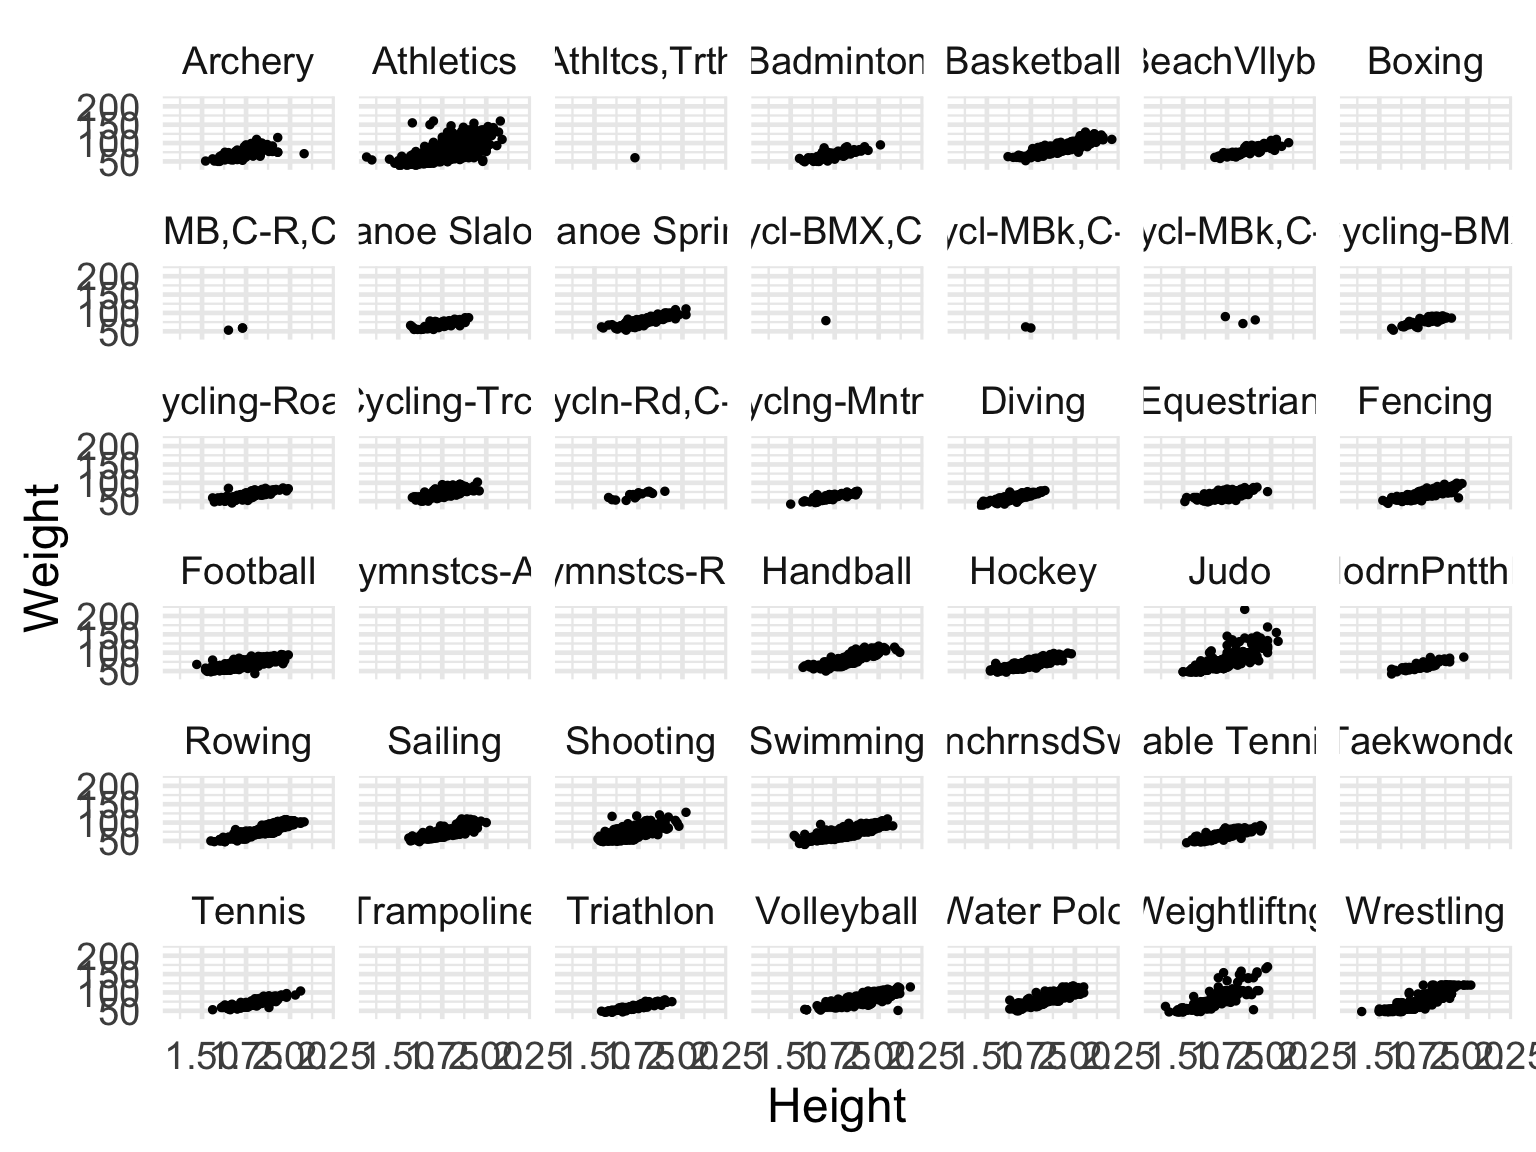 Archery Athletics Athltcs,Trth Badminton Basketball BeachVllyb Boxing
200
150
100
50
MB,C-R,C anoe Slalo anoe Sprin ycl-BMX,C ycl-MBk,C- ycl-MBk,C- ycling-BM
200
150
100
50
ycling-Roa Cycling-Trc ycln-Rd,C- yclng-Mntn Diving Equestrian Fencing
200
150
100
50
Football ymnstcs-A ymnstcs-R Handball Hockey Judo odrnPntth
200
150
100
50
Rowing Sailing Shooting Swimming nchrnsdSw able Tenni Taekwondo
200
150
100
50
Tennis Trampoline Triathlon Volleyball Water Polo Weightliftng Wrestling
200
150
100
50
1.50 1.75 2.00 2.25 1.50 1.75 2.00 2.25 1.50 1.75 2.00 2.25 1.50 1.75 2.00 2.25 1.50 1.75 2.00 2.25 1.50 1.75 2.00 2.25 1.50 1.75 2.00 2.25
Height
Weight